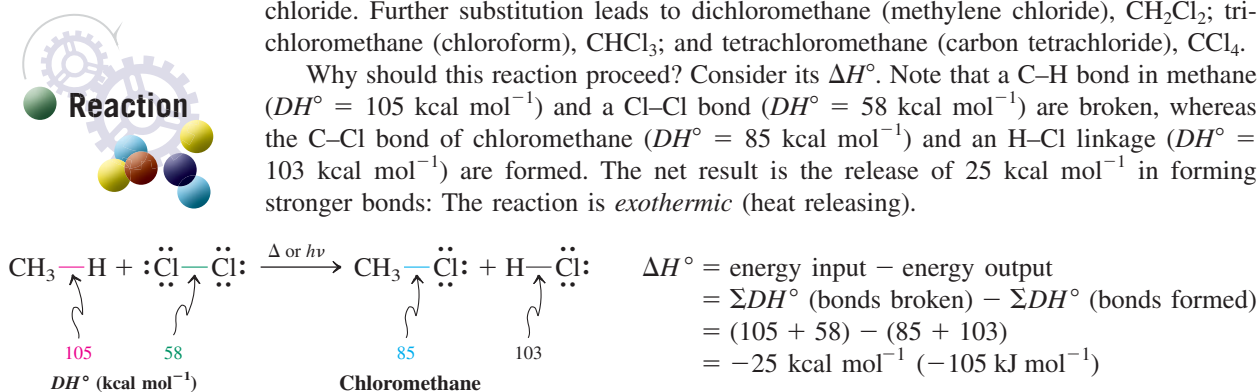 chloride. Further substitution leads to dichloromethane (methylene chloride), CH₂Cl₂; tri-
chloromethane (chloroform), CHCl₃; and tetrachloromethane (carbon tetrachloride), CCl₄.
Why should this reaction proceed? Consider its ΔH°. Note that a C–H bond in methane
(DH° = 105 kcal mol⁻¹) and a Cl–Cl bond (DH° = 58 kcal mol⁻¹) are broken, whereas
the C–Cl bond of chloromethane (DH° = 85 kcal mol⁻¹) and an H–Cl linkage (DH° =
103 kcal mol⁻¹) are formed. The net result is the release of 25 kcal mol⁻¹ in forming
stronger bonds: The reaction is exothermic (heat releasing).
Reaction
Δ or hν
CH₃—H + :Cl—Cl: ⟶ CH₃—Cl: + H—Cl:
105 58 85 103
DH° (kcal mol⁻¹) Chloromethane
ΔH° = energy input − energy output
= ΣDH° (bonds broken) − ΣDH° (bonds formed)
= (105 + 58) − (85 + 103)
= −25 kcal mol⁻¹ (−105 kJ mol⁻¹)